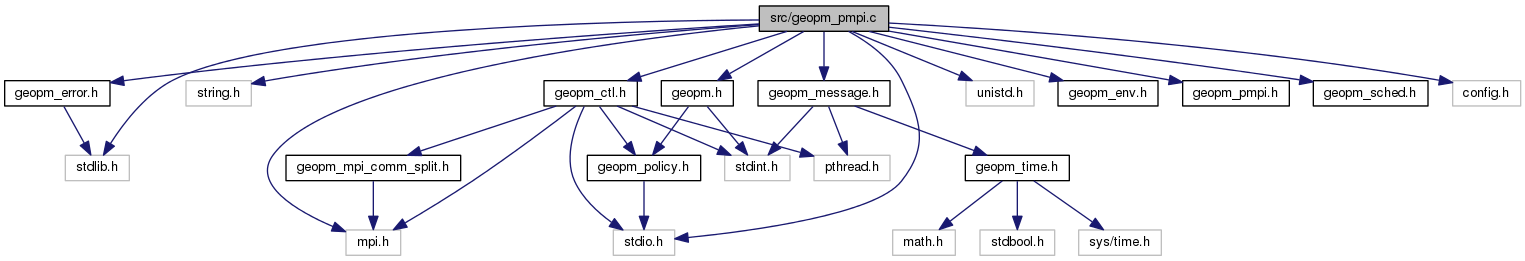 src/geopm_pmpi.c
geopm_error.h
string.h
geopm_ctl.h
geopm.h
geopm_message.h
unistd.h
geopm_env.h
geopm_pmpi.h
geopm_sched.h
config.h
stdlib.h
geopm_mpi_comm_split.h
geopm_policy.h
stdint.h
pthread.h
geopm_time.h
mpi.h
stdio.h
math.h
stdbool.h
sys/time.h